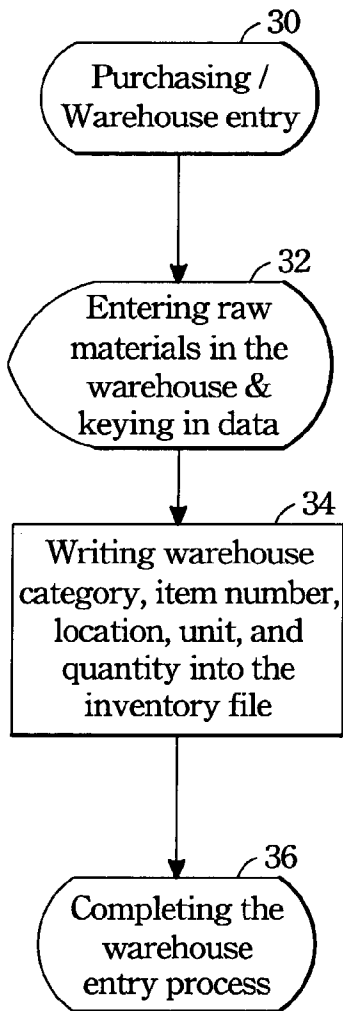 30
Purchasing /
Warehouse entry
32
Entering raw
materials in the
warehouse &
keying in data
34
Writing warehouse
category, item number,
location, unit, and
quantity into the
inventory file
36
Completing the
warehouse
entry process